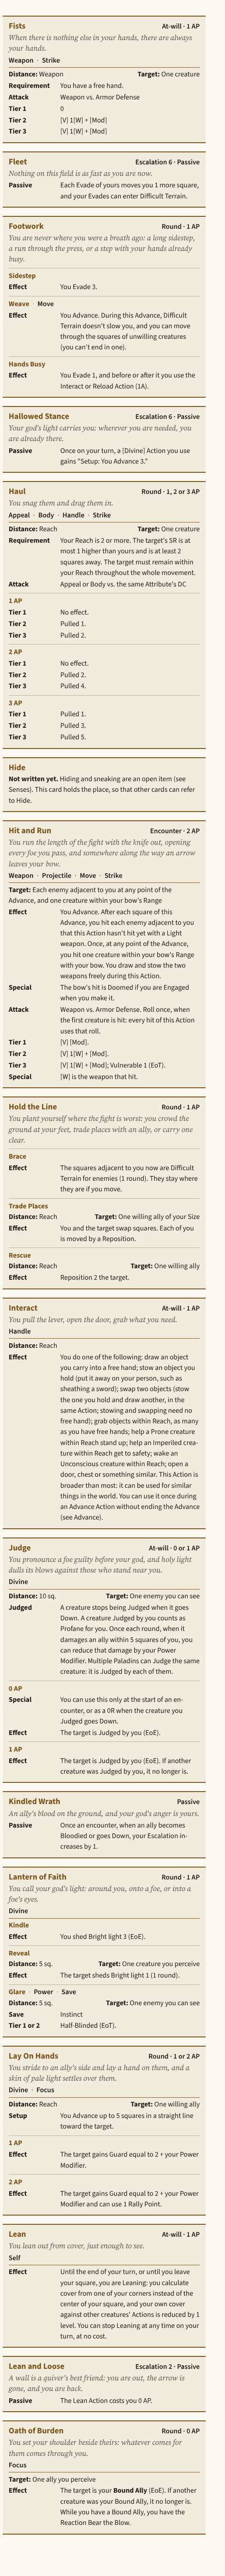 Fists At-will · 1 AP
When there is nothing else in your hands, there are always
your hands.
Weapon · Strike
Distance: Weapon Target: One creature
Requirement You have a free hand.
Attack Weapon vs. Armor Defense
Tier 1 0
Tier 2 [V] 1[W] + [Mod]
Tier 3 [V] 1[W] + [Mod]
Fleet Escalation 6 · Passive
Nothing on this field is as fast as you are now.
Passive Each Evade of yours moves you 1 more square,
and your Evades can enter Difficult Terrain.
Footwork Round · 1 AP
You are never where you were a breath ago: a long sidestep,
a run through the press, or a step with your hands already
busy.
Sidestep
Effect You Evade 3.
Weave · Move
Effect You Advance. During this Advance, Difficult
Terrain doesn't slow you, and you can move
through the squares of unwilling creatures
(you can't end in one).
Hands Busy
Effect You Evade 1, and before or after it you use the
Interact or Reload Action (1A).
Hallowed Stance Escalation 6 · Passive
Your god's light carries you: wherever you are needed, you
are already there.
Passive Once on your turn, a [Divine] Action you use
gains "Setup: You Advance 3."
Haul Round · 1, 2 or 3 AP
You snag them and drag them in.
Appeal · Body · Handle · Strike
Distance: Reach Target: One creature
Requirement Your Reach is 2 or more. The target's SR is at
most 1 higher than yours and is at least 2
squares away. The target must remain within
your Reach throughout the whole movement.
Attack Appeal or Body vs. the same Attribute's DC
1 AP
Tier 1 No effect.
Tier 2 Pulled 1.
Tier 3 Pulled 2.
2 AP
Tier 1 No effect.
Tier 2 Pulled 2.
Tier 3 Pulled 4.
3 AP
Tier 1 Pulled 1.
Tier 2 Pulled 3.
Tier 3 Pulled 5.
Hide
Not written yet. Hiding and sneaking are an open item (see
Senses). This card holds the place, so that other cards can refer
to Hide.
Hit and Run Encounter · 2 AP
You run the length of the fight with the knife out, opening
every foe you pass, and somewhere along the way an arrow
leaves your bow.
Weapon · Projectile · Move · Strike
Target: Each enemy adjacent to you at any point of the
Advance, and one creature within your bow's Range
Effect You Advance. After each square of this
Advance, you hit each enemy adjacent to you
that this Action hasn't hit yet with a Light
weapon. Once, at any point of the Advance,
you hit one creature within your bow's Range
with your bow. You draw and stow the two
weapons freely during this Action.
Special The bow's hit is Doomed if you are Engaged
when you make it.
Attack Weapon vs. Armor Defense. Roll once, when
the first creature is hit: every hit of this Action
uses that roll.
Tier 1 [V] [Mod].
Tier 2 [V] 1[W] + [Mod].
Tier 3 [V] 1[W] + [Mod]; Vulnerable 1 (EoT).
Special [W] is the weapon that hit.
Hold the Line Round · 1 AP
You plant yourself where the fight is worst: you crowd the
ground at your feet, trade places with an ally, or carry one
clear.
Brace
Effect The squares adjacent to you now are Difficult
Terrain for enemies (1 round). They stay where
they are if you move.
Trade Places
Distance: Reach Target: One willing ally of your Size
Effect You and the target swap squares. Each of you
is moved by a Reposition.
Rescue
Distance: Reach Target: One willing ally
Effect Reposition 2 the target.
Interact At-will · 1 AP
You pull the lever, open the door, grab what you need.
Handle
Distance: Reach
Effect You do one of the following: draw an object
you carry into a free hand; stow an object you
hold (put it away on your person, such as
sheathing a sword); swap two objects (stow
the one you hold and draw another, in the
same Action; stowing and swapping need no
free hand); grab objects within Reach, as many
as you have free hands; help a Prone creature
within Reach stand up; help an Imperiled crea-
ture within Reach get to safety; wake an
Unconscious creature within Reach; open a
door, chest or something similar. This Action is
broader than most: it can be used for similar
things in the world. You can use it once during
an Advance Action without ending the Advance
(see Advance).
Judge At-will · 0 or 1 AP
You pronounce a foe guilty before your god, and holy light
dulls its blows against those who stand near you.
Divine
Distance: 10 sq. Target: One enemy you can see
Judged A creature stops being Judged when it goes
Down. A creature Judged by you counts as
Profane for you. Once each round, when it
damages an ally within 5 squares of you, you
can reduce that damage by your Power
Modifier. Multiple Paladins can Judge the same
creature: it is Judged by each of them.
0 AP
Special You can use this only at the start of an en-
counter, or as a 0R when the creature you
Judged goes Down.
Effect The target is Judged by you (EoE).
1 AP
Effect The target is Judged by you (EoE). If another
creature was Judged by you, it no longer is.
Kindled Wrath Passive
An ally's blood on the ground, and your god's anger is yours.
Passive Once an encounter, when an ally becomes
Bloodied or goes Down, your Escalation in-
creases by 1.
Lantern of Faith Round · 1 AP
You call your god's light: around you, onto a foe, or into a
foe's eyes.
Divine
Kindle
Effect You shed Bright light 3 (EoE).
Reveal
Distance: 5 sq. Target: One creature you perceive
Effect The target sheds Bright light 1 (1 round).
Glare · Power · Save
Distance: 5 sq. Target: One enemy you can see
Save Instinct
Tier 1 or 2 Half-Blinded (EoT).
Lay On Hands Round · 1 or 2 AP
You stride to an ally's side and lay a hand on them, and a
skin of pale light settles over them.
Divine · Focus
Distance: Reach Target: One willing ally
Setup You Advance up to 5 squares in a straight line
toward the target.
1 AP
Effect The target gains Guard equal to 2 + your Power
Modifier.
2 AP
Effect The target gains Guard equal to 2 + your Power
Modifier and can use 1 Rally Point.
Lean At-will · 1 AP
You lean out from cover, just enough to see.
Self
Effect Until the end of your turn, or until you leave
your square, you are Leaning: you calculate
cover from one of your corners instead of the
center of your square, and your own cover
against other creatures' Actions is reduced by 1
level. You can stop Leaning at any time on your
turn, at no cost.
Lean and Loose Escalation 2 · Passive
A wall is a quiver's best friend: you are out, the arrow is
gone, and you are back.
Passive The Lean Action costs you 0 AP.
Oath of Burden Round · 0 AP
You set your shoulder beside theirs: whatever comes for
them comes through you.
Focus
Target: One ally you perceive
Effect The target is your Bound Ally (EoE). If another
creature was your Bound Ally, it no longer is.
While you have a Bound Ally, you have the
Reaction Bear the Blow.